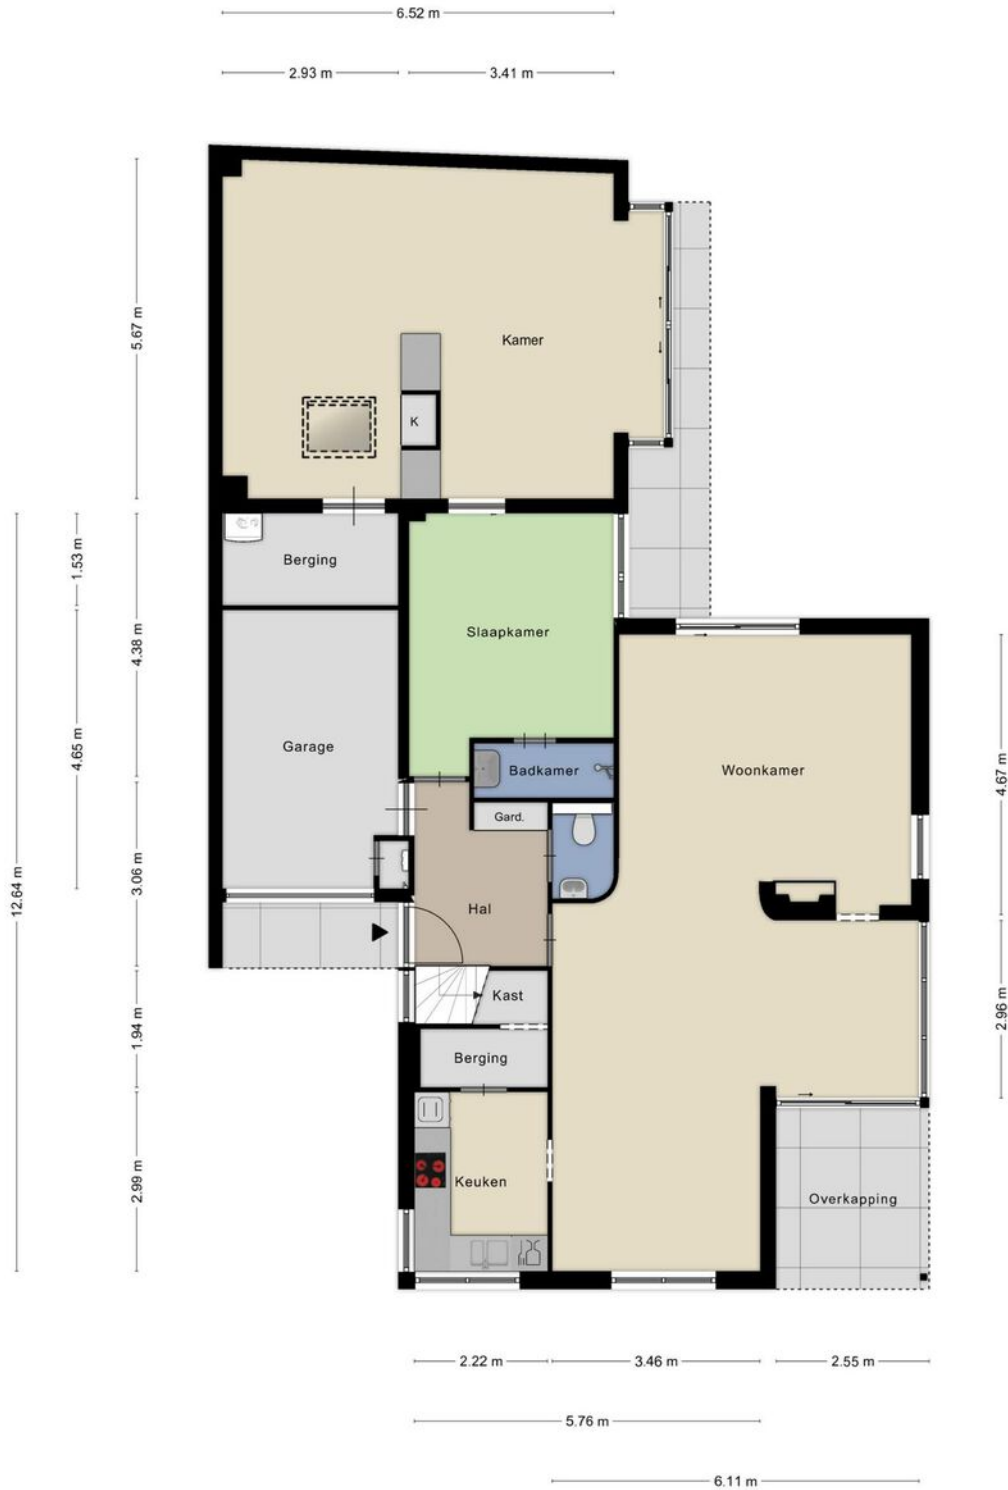 6.52 m
2.93 m
3.41 m
5.67 m
Kamer
K
1.53 m
Berging
4.38 m
Slaapkamer
4.65 m
Garage
Badkamer
Woonkamer
4.67 m
Gard.
12.64 m
3.06 m
Hal
Kast
2.96 m
1.94 m
Berging
2.99 m
Keuken
Overkapping
2.22 m
3.46 m
2.55 m
5.76 m
6.11 m